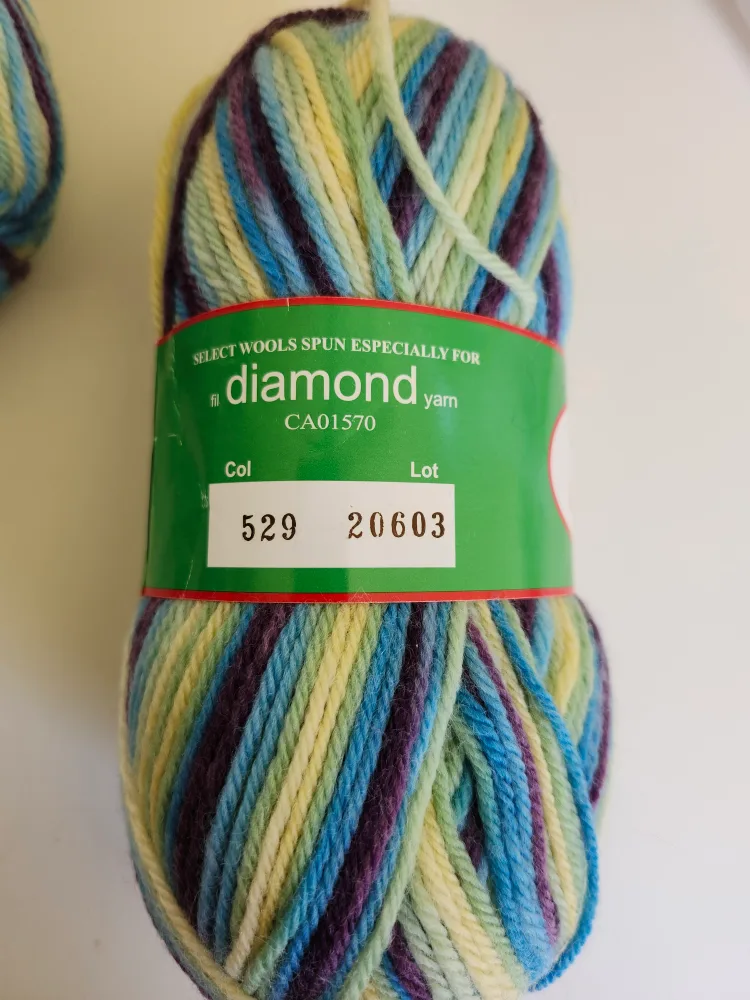 SELECT WOOLS SPUN ESPECIALLY FOR
fil diamond yarn
CA01570
Col Lot
529 20603